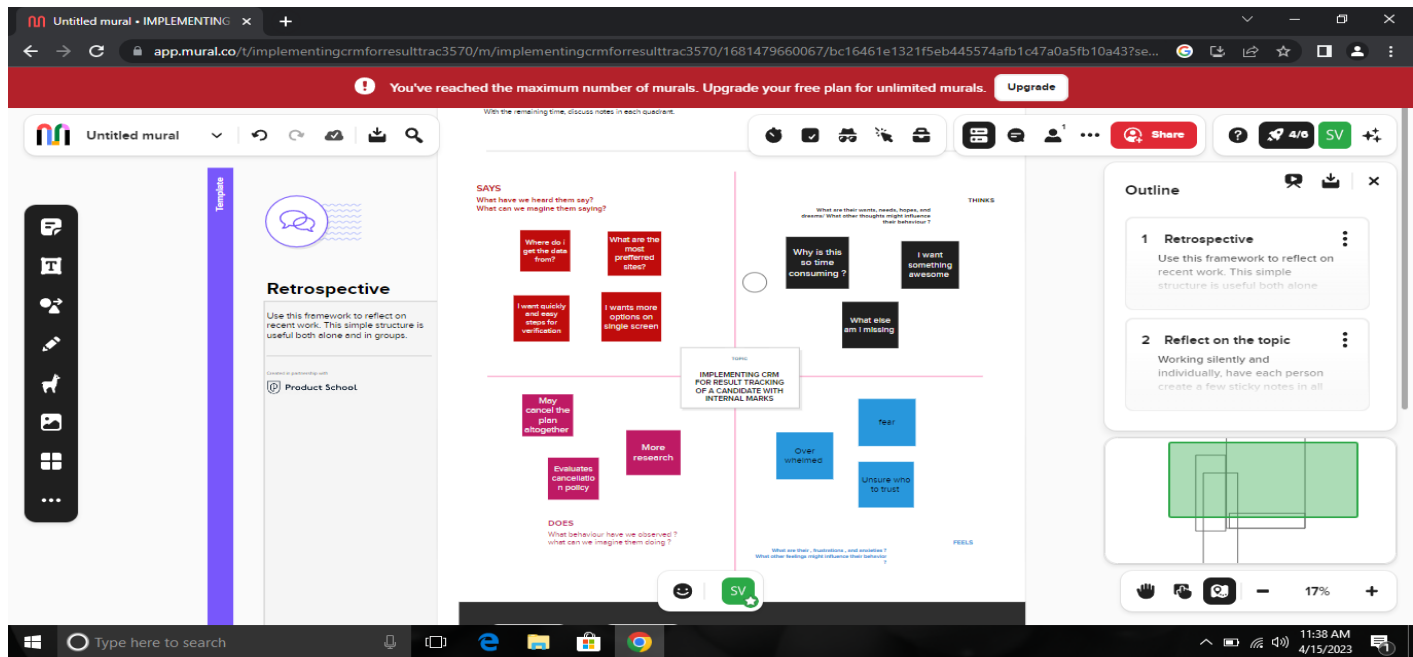 Untitled mural • IMPLEMENTING
app.mural.co/t/implementingcrmforresulttrac3570/m/implementingcrmforresulttrac3570/1681479660067/bc16461e1321f5eb445574afb1c47a0a5fb10a43?se...
You've reached the maximum number of murals. Upgrade your free plan for unlimited murals.
Upgrade
With the remaining time, discuss notes in each quadrant.
Untitled mural
1
Share
4/6
SV
Template
Retrospective
Use this framework to reflect on
recent work. This simple structure is
useful both alone and in groups.
Created in partnership with
Product School
SAYS
What have we heard them say?
What can we magine them saying?
Where do i
get the data
from?
What are the
most
prefferred
sites?
I want quickly
and easy
steps for
verification
I wants more
options on
single screen
THINKS
What are their wants, needs, hopes, and
dreams/ What other thoughts might influence
their behaviour ?
Why is this
so time
consuming ?
I want
something
awesome
What else
am i missing
TOPIC
IMPLEMENTING CRM
FOR RESULT TRACKING
OF A CANDIDATE WITH
INTERNAL MARKS
May
cancel the
plan
altogether
More
research
Evaluates
cancellatio
n policy
DOES
What behaviour have we observed ?
what can we imagine them doing ?
fear
Over
whelmed
Unsure who
to trust
FEELS
What are their , frustrations , and anxieties ?
What other feelings might influence their behavior
?
SV
Outline
1 Retrospective
Use this framework to reflect on
recent work. This simple
structure is useful both alone
2 Reflect on the topic
Working silently and
individually, have each person
create a few sticky notes in all
17%
Type here to search
11:38 AM
4/15/2023
1